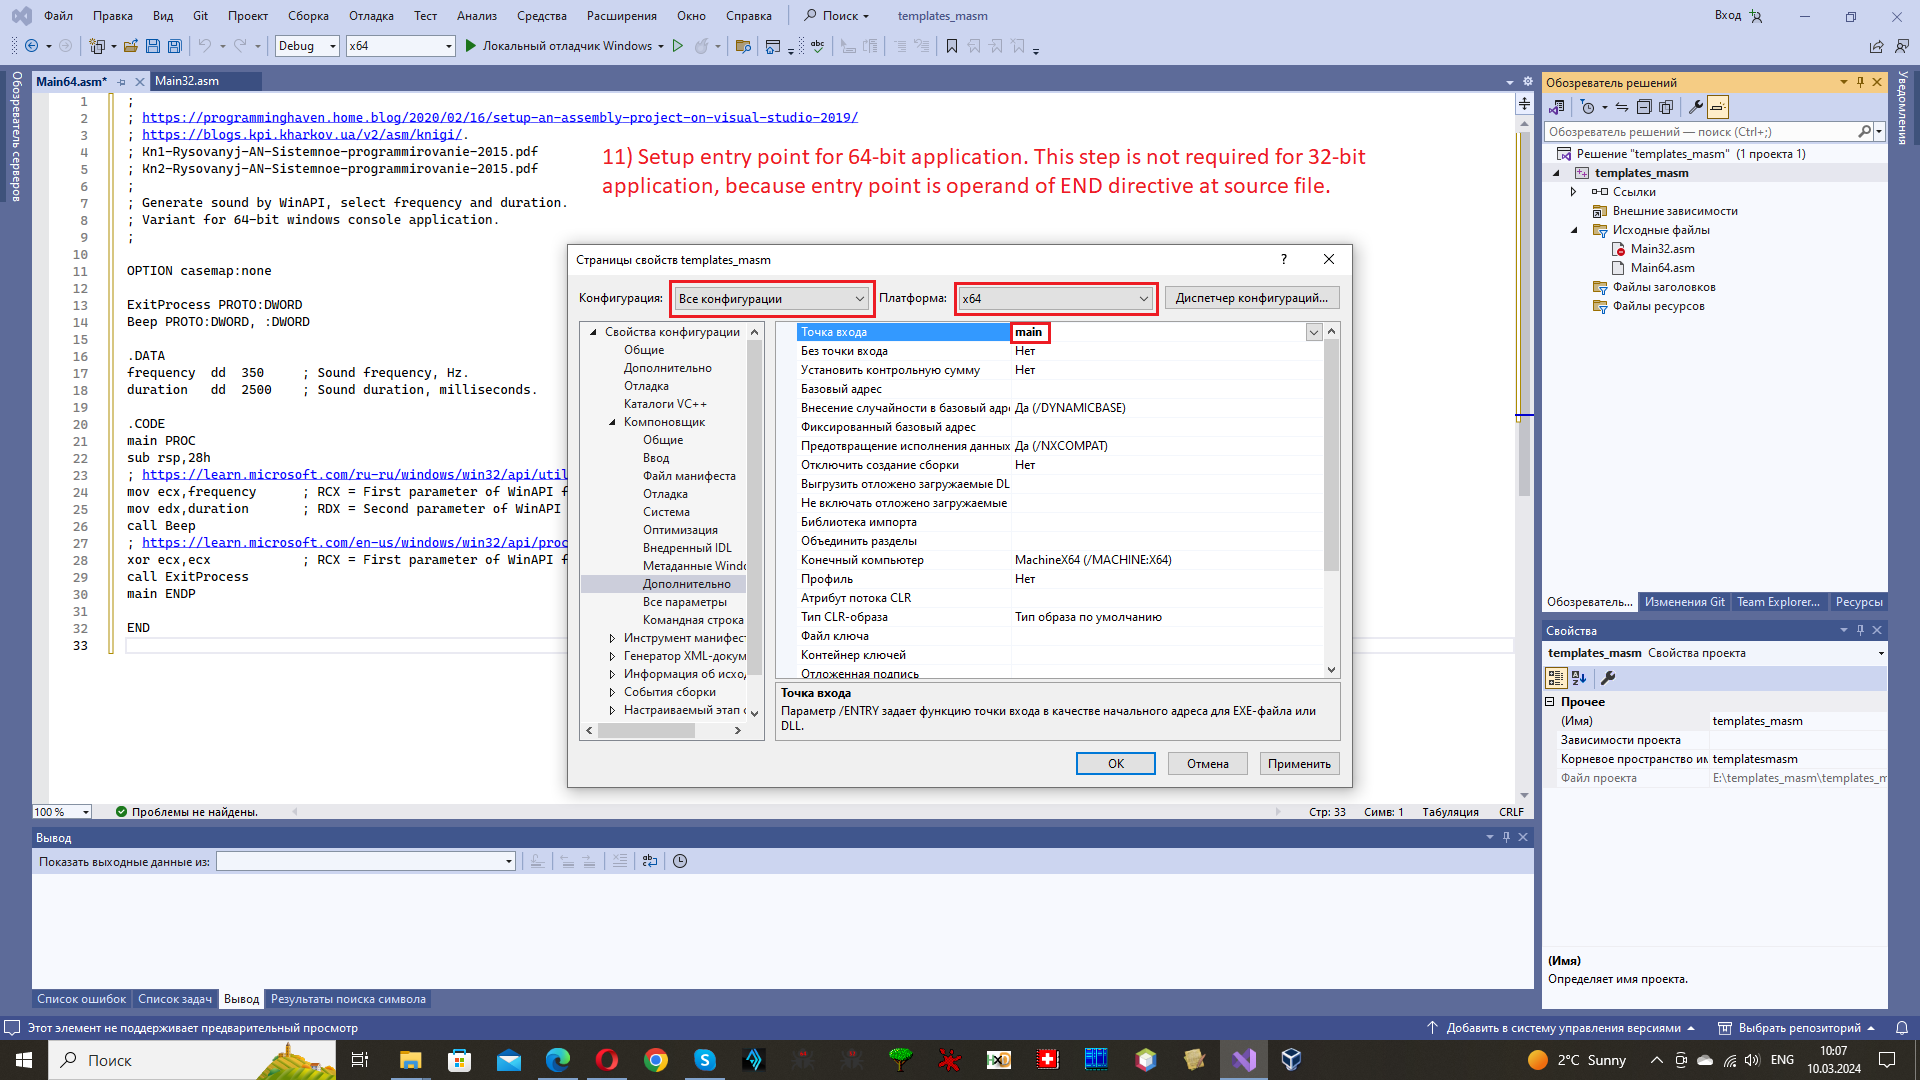 Файл Правка Вид Git Проект Сборка Отладка Тест Анализ Средства Расширения Окно Справка Поиск templates_masm Вход
Debug x64 Локальный отладчик Windows
Обозреватель серверов
Main64.asm* Main32.asm
1 ;
2 ; https://programminghaven.home.blog/2020/02/16/setup-an-assembly-project-on-visual-studio-2019/
3 ; https://blogs.kpi.kharkov.ua/v2/asm/knigi/.
4 ; Kn1-Rysovanyj-AN-Sistemnoe-programmirovanie-2015.pdf
5 ; Kn2-Rysovanyj-AN-Sistemnoe-programmirovanie-2015.pdf
6 ;
7 ; Generate sound by WinAPI, select frequency and duration.
8 ; Variant for 64-bit windows console application.
9 ;
10
11 OPTION casemap:none
12
13 ExitProcess PROTO:DWORD
14 Beep PROTO:DWORD, :DWORD
15
16 .DATA
17 frequency dd 350 ; Sound frequency, Hz.
18 duration dd 2500 ; Sound duration, milliseconds.
19
20 .CODE
21 main PROC
22 sub rsp,28h
23 ; https://learn.microsoft.com/ru-ru/windows/win32/api/util
24 mov ecx,frequency ; RCX = First parameter of WinAPI f
25 mov edx,duration ; RDX = Second parameter of WinAPI
26 call Beep
27 ; https://learn.microsoft.com/en-us/windows/win32/api/proc
28 xor ecx,ecx ; RCX = First parameter of WinAPI f
29 call ExitProcess
30 main ENDP
31
32 END
33
11) Setup entry point for 64-bit application. This step is not required for 32-bit
application, because entry point is operand of END directive at source file.
Страницы свойств templates_masm ?
Конфигурация: Все конфигурации Платформа: x64 Диспетчер конфигураций...
Свойства конфигурации
Общие
Дополнительно
Отладка
Каталоги VC++
Компоновщик
Общие
Ввод
Файл манифеста
Отладка
Система
Оптимизация
Внедренный IDL
Метаданные Windo
Дополнительно
Все параметры
Командная строка
Инструмент манифест
Генератор XML-докум
Информация об исхо
События сборки
Настраиваемый этап с
Точка входа main
Без точки входа Нет
Установить контрольную сумму Нет
Базовый адрес
Внесение случайности в базовый адре Да (/DYNAMICBASE)
Фиксированный базовый адрес
Предотвращение исполнения данных Да (/NXCOMPAT)
Отключить создание сборки Нет
Выгрузить отложено загружаемые DL
Не включать отложено загружаемые
Библиотека импорта
Объединить разделы
Конечный компьютер MachineX64 (/MACHINE:X64)
Профиль Нет
Атрибут потока CLR
Тип CLR-образа Тип образа по умолчанию
Файл ключа
Контейнер ключей
Отложенная подпись
Точка входа
Параметр /ENTRY задает функцию точки входа в качестве начального адреса для EXE-файла или
DLL.
ОК Отмена Применить
100 % Проблемы не найдены. Стр: 33 Симв: 1 Табуляция CRLF
Вывод
Показать выходные данные из:
Список ошибок Список задач Вывод Результаты поиска символа
Обозреватель решений
Обозреватель решений — поиск (Ctrl+;)
Решение "templates_masm" (1 проекта 1)
templates_masm
Ссылки
Внешние зависимости
Исходные файлы
Main32.asm
Main64.asm
Файлы заголовков
Файлы ресурсов
Уведомления
Обозреватель... Изменения Git Team Explorer... Ресурсы
Свойства
templates_masm Свойства проекта
Прочее
(Имя) templates_masm
Зависимости проекта
Корневое пространство им templatesmasm
Файл проекта E:\templates_masm\templates_m
(Имя)
Определяет имя проекта.
Этот элемент не поддерживает предварительный просмотр Добавить в систему управления версиями Выбрать репозиторий
Поиск 2°C Sunny ENG 10:07
10.03.2024